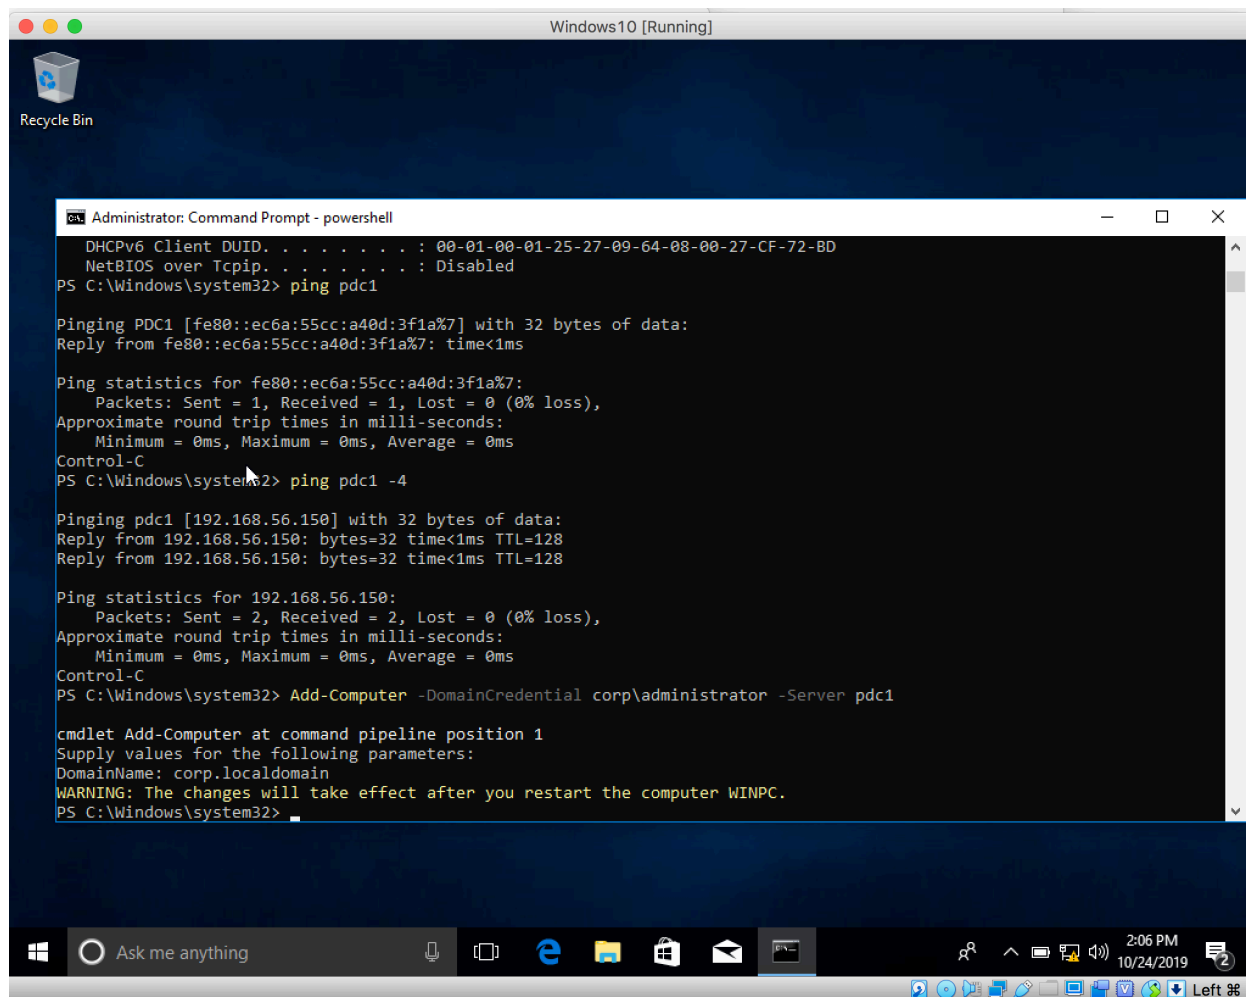 Windows10 [Running]
Recycle Bin
Administrator: Command Prompt - powershell
DHCPv6 Client DUID. . . . . . . . : 00-01-00-01-25-27-09-64-08-00-27-CF-72-BD
NetBIOS over Tcpip. . . . . . . . : Disabled
PS C:\Windows\system32> ping pdc1
Pinging PDC1 [fe80::ec6a:55cc:a40d:3f1a%7] with 32 bytes of data:
Reply from fe80::ec6a:55cc:a40d:3f1a%7: time<1ms
Ping statistics for fe80::ec6a:55cc:a40d:3f1a%7:
Packets: Sent = 1, Received = 1, Lost = 0 (0% loss),
Approximate round trip times in milli-seconds:
Minimum = 0ms, Maximum = 0ms, Average = 0ms
Control-C
PS C:\Windows\system32> ping pdc1 -4
Pinging pdc1 [192.168.56.150] with 32 bytes of data:
Reply from 192.168.56.150: bytes=32 time<1ms TTL=128
Reply from 192.168.56.150: bytes=32 time<1ms TTL=128
Ping statistics for 192.168.56.150:
Packets: Sent = 2, Received = 2, Lost = 0 (0% loss),
Approximate round trip times in milli-seconds:
Minimum = 0ms, Maximum = 0ms, Average = 0ms
Control-C
PS C:\Windows\system32> Add-Computer -DomainCredential corp\administrator -Server pdc1
cmdlet Add-Computer at command pipeline position 1
Supply values for the following parameters:
DomainName: corp.localdomain
WARNING: The changes will take effect after you restart the computer WINPC.
PS C:\Windows\system32>
Ask me anything
2:06 PM
10/24/2019
2
Left ⌘